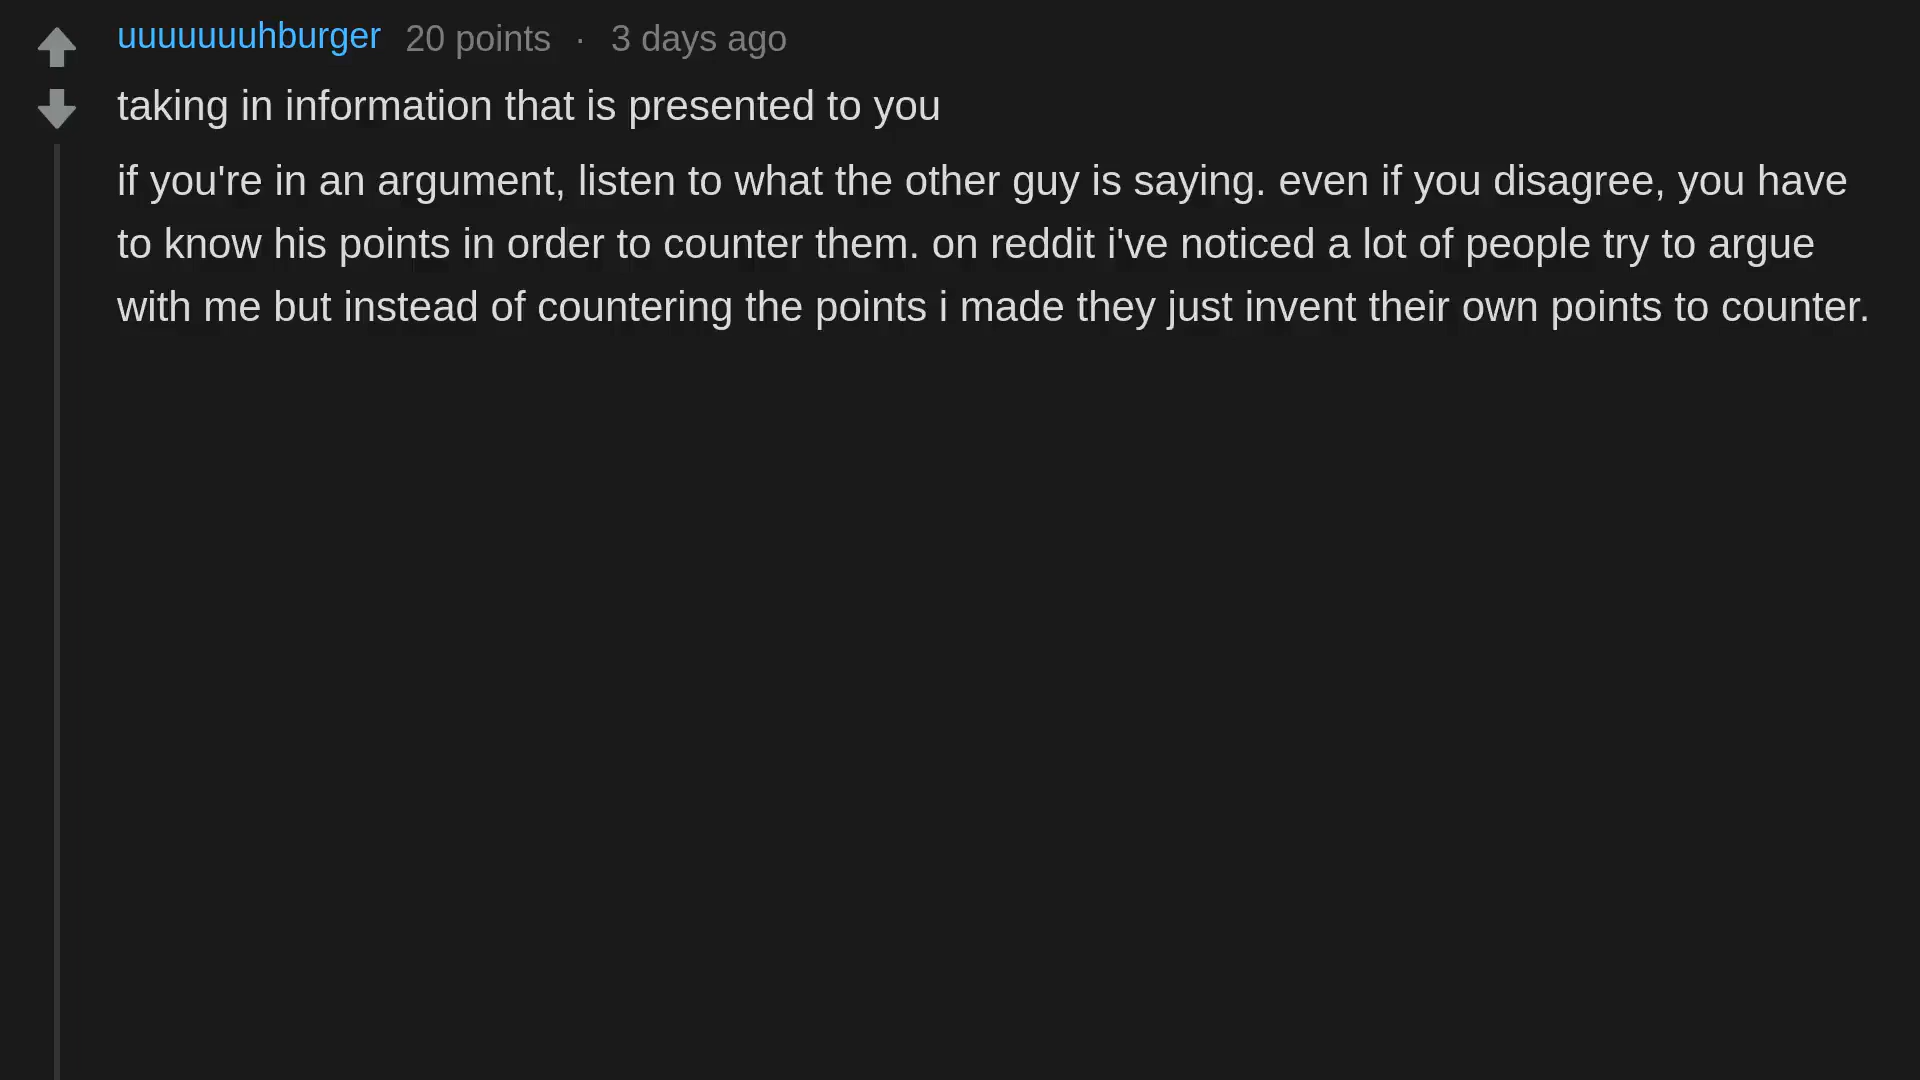 uuuuuuuhburger 20 points · 3 days ago
taking in information that is presented to you
if you're in an argument, listen to what the other guy is saying. even if you disagree, you have
to know his points in order to counter them. on reddit i've noticed a lot of people try to argue
with me but instead of countering the points i made they just invent their own points to counter.